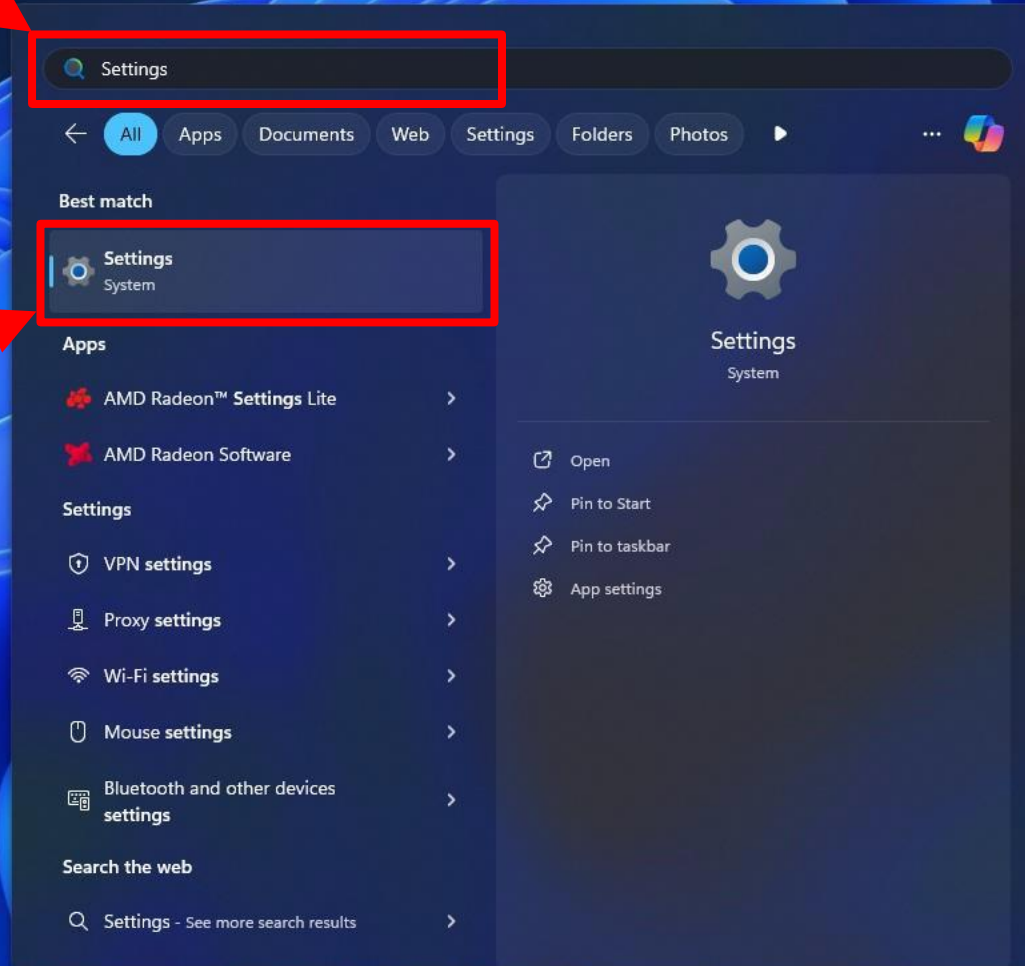 Settings
All Apps Documents Web Settings Folders Photos ...
Best match
Settings
System
Apps
AMD Radeon™ Settings Lite
AMD Radeon Software
Settings
VPN settings
Proxy settings
Wi-Fi settings
Mouse settings
Bluetooth and other devices
settings
Search the web
Settings - See more search results
Settings
System
Open
Pin to Start
Pin to taskbar
App settings